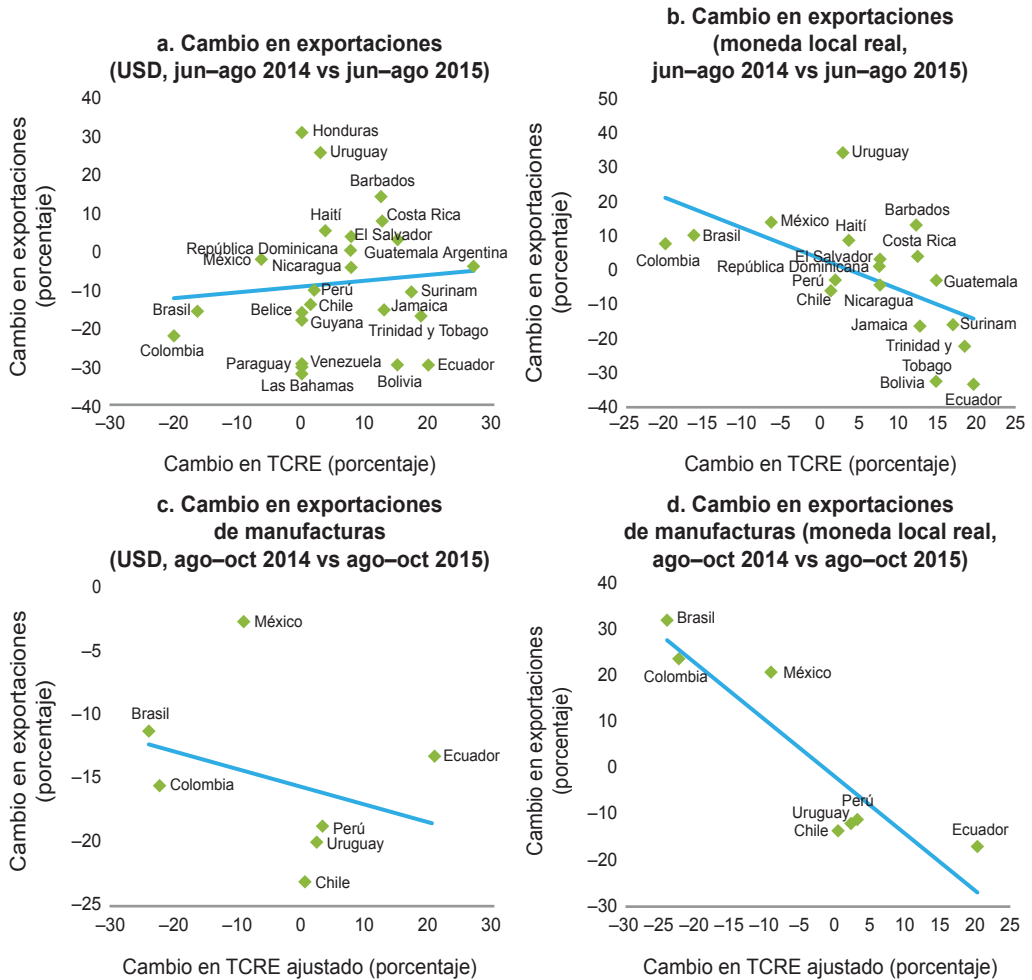 a. Cambio en exportaciones
(USD, jun–ago 2014 vs jun–ago 2015)
Cambio en exportaciones
(porcentaje)
40
30
20
10
0
–10
–20
–30
–40
Honduras
Uruguay
Barbados
Haití
Costa Rica
El Salvador
República Dominicana
Guatemala Argentina
México
Nicaragua
Perú
Surinam
Belice
Chile
Jamaica
Brasil
Guyana
Trinidad y Tobago
Colombia
Paraguay
Venezuela
Ecuador
Las Bahamas
Bolivia
–30
–20
–10
0
10
20
30
Cambio en TCRE (porcentaje)
b. Cambio en exportaciones
(moneda local real,
jun–ago 2014 vs jun–ago 2015)
Cambio en exportaciones
(porcentaje)
50
40
30
20
10
0
–10
–20
–30
–40
Uruguay
México
Barbados
Brasil
Haití
Costa Rica
Colombia
El Salvador
República Dominicana
Perú
Guatemala
Chile
Nicaragua
Jamaica
Surinam
Trinidad y
Tobago
Bolivia
Ecuador
–25
–20
–15
–10
–5
0
5
10
15
20
25
Cambio en TCRE (porcentaje)
c. Cambio en exportaciones
de manufacturas
(USD, ago–oct 2014 vs ago–oct 2015)
Cambio en exportaciones
(porcentaje)
0
–5
–10
–15
–20
–25
México
Brasil
Ecuador
Colombia
Perú
Uruguay
Chile
–30
–20
–10
0
10
20
30
Cambio en TCRE ajustado (porcentaje)
d. Cambio en exportaciones
de manufacturas (moneda local real,
ago–oct 2014 vs ago–oct 2015)
Cambio en exportaciones
(porcentaje)
40
30
20
10
0
–10
–20
–30
Brasil
Colombia
México
Perú
Uruguay
Chile
Ecuador
–30
–25
–20
–15
–10
–5
0
5
10
15
20
25
Cambio en TCRE ajustado (porcentaje)